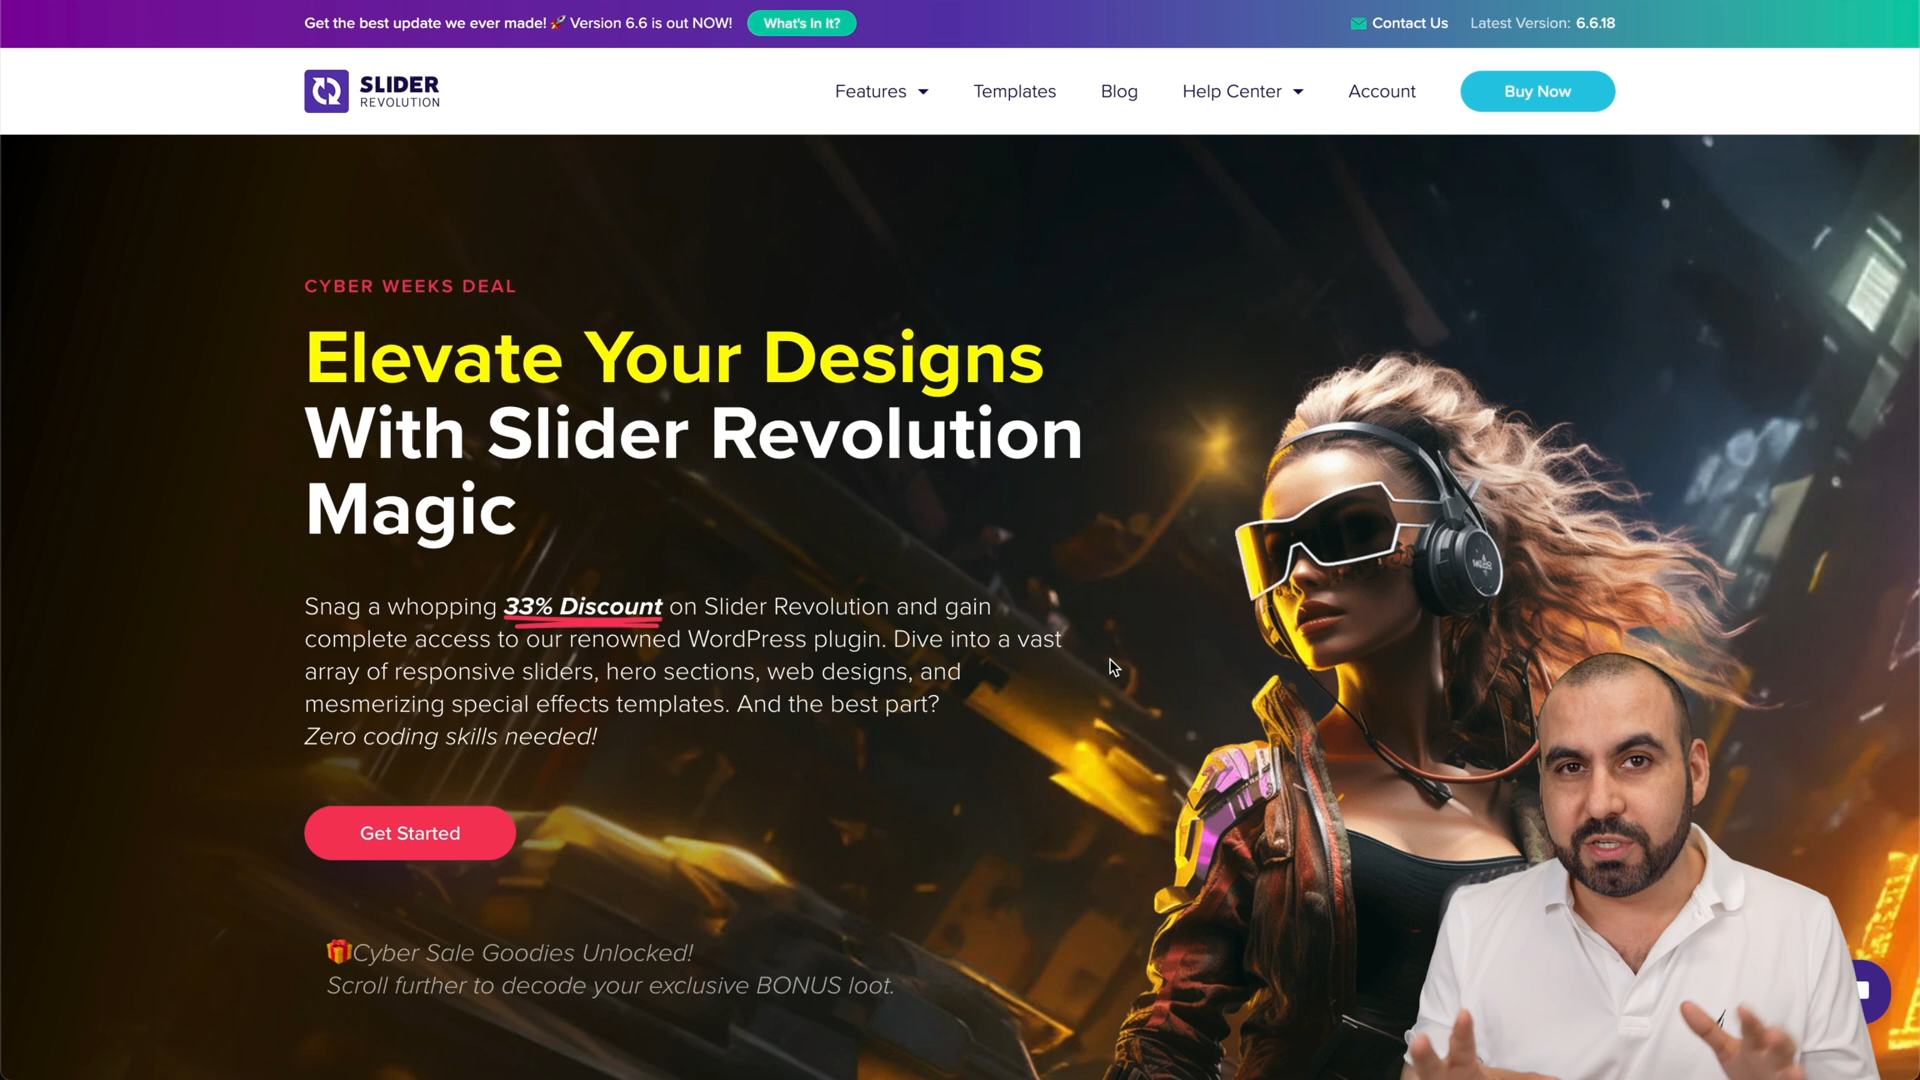 Get the best update we ever made! 🚀 Version 6.6 is out NOW! What's In It? Contact Us Latest Version: 6.6.18
SLIDER
REVOLUTION
Features Templates Blog Help Center Account Buy Now
CYBER WEEKS DEAL
Elevate Your Designs
With Slider Revolution
Magic
Snag a whopping 33% Discount on Slider Revolution and gain
complete access to our renowned WordPress plugin. Dive into a vast
array of responsive sliders, hero sections, web designs, and
mesmerizing special effects templates. And the best part?
Zero coding skills needed!
Get Started
🎁Cyber Sale Goodies Unlocked!
Scroll further to decode your exclusive BONUS loot.